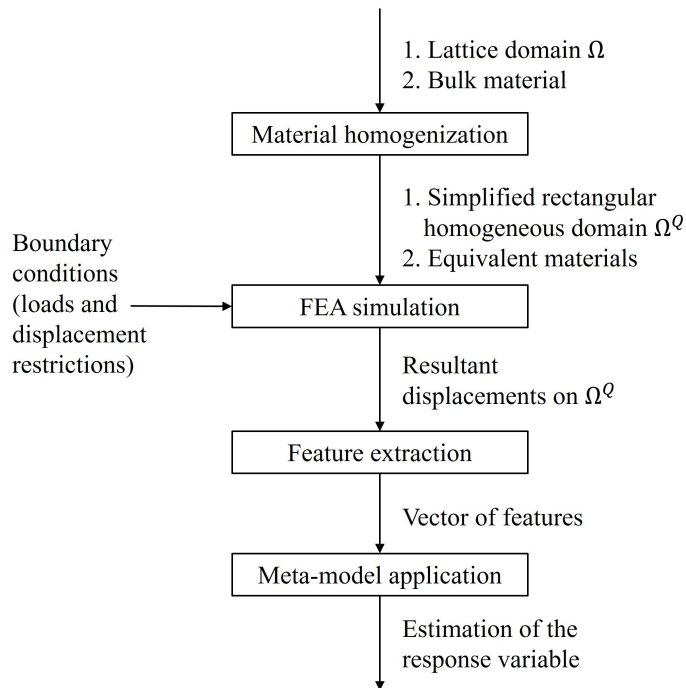 1. Lattice domain Ω
2. Bulk material
Material homogenization
1. Simplified rectangular
homogeneous domain Ω^Q
2. Equivalent materials
Boundary
conditions
(loads and
displacement
restrictions)
FEA simulation
Resultant
displacements on Ω^Q
Feature extraction
Vector of features
Meta-model application
Estimation of the
response variable